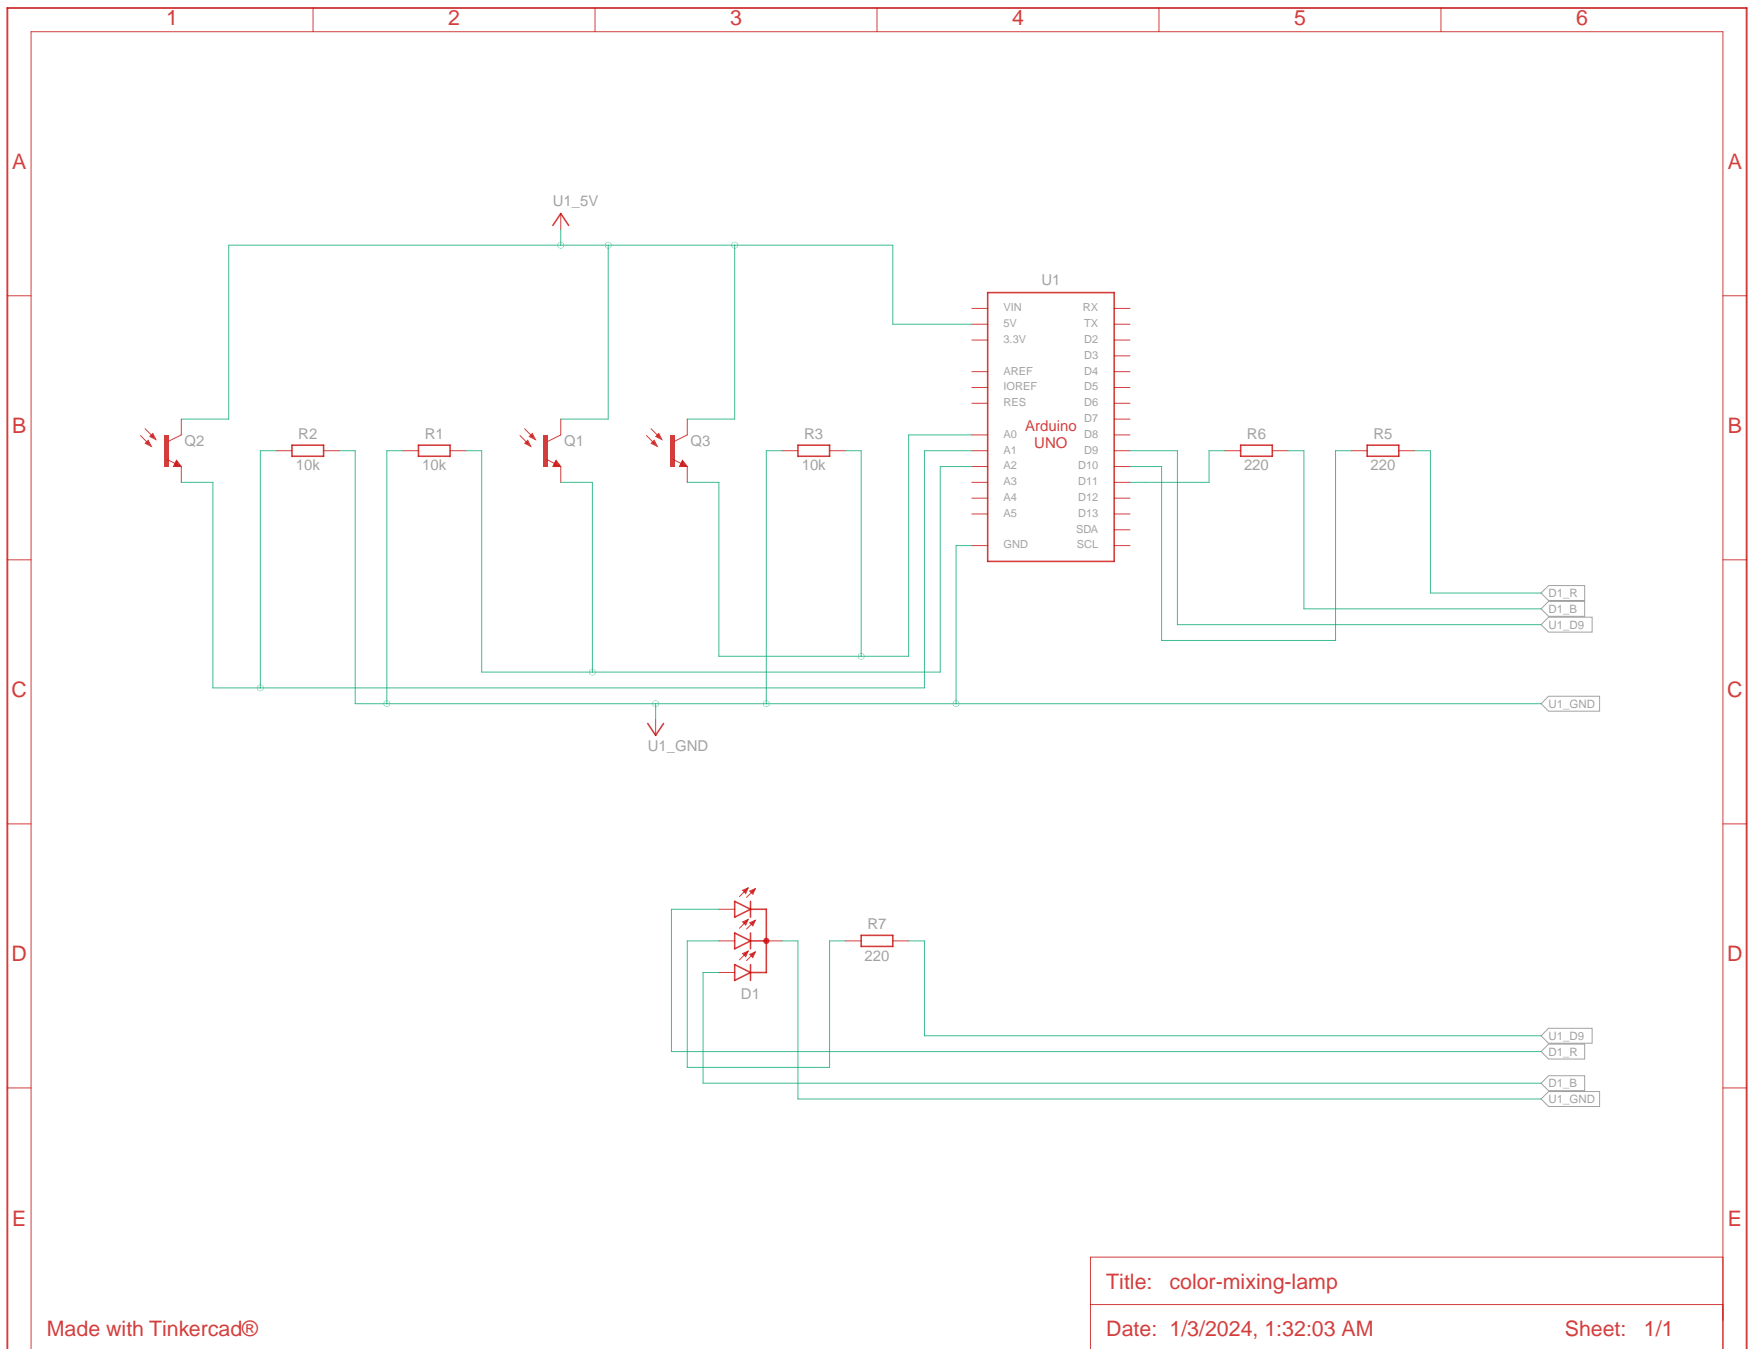 1 2 3 4 5 6
A A
U1_5V
U1
VIN RX
5V TX
3.3V D2
D3
AREF D4
IOREF D5
RES D6
D7
Arduino
UNO
A0 D8
A1 D9
A2 D10
A3 D11
A4 D12
A5 D13
SDA
GND SCL
B B
Q2
R2
10k
R1
10k
Q1
Q3
R3
10k
R6
220
R5
220
D1_R
D1_B
U1_D9
C C
U1_GND
U1_GND
D D
R7
220
D1
U1_D9
D1_R
D1_B
U1_GND
E E
Title: color-mixing-lamp
Made with Tinkercad®
Date: 1/3/2024, 1:32:03 AM Sheet: 1/1